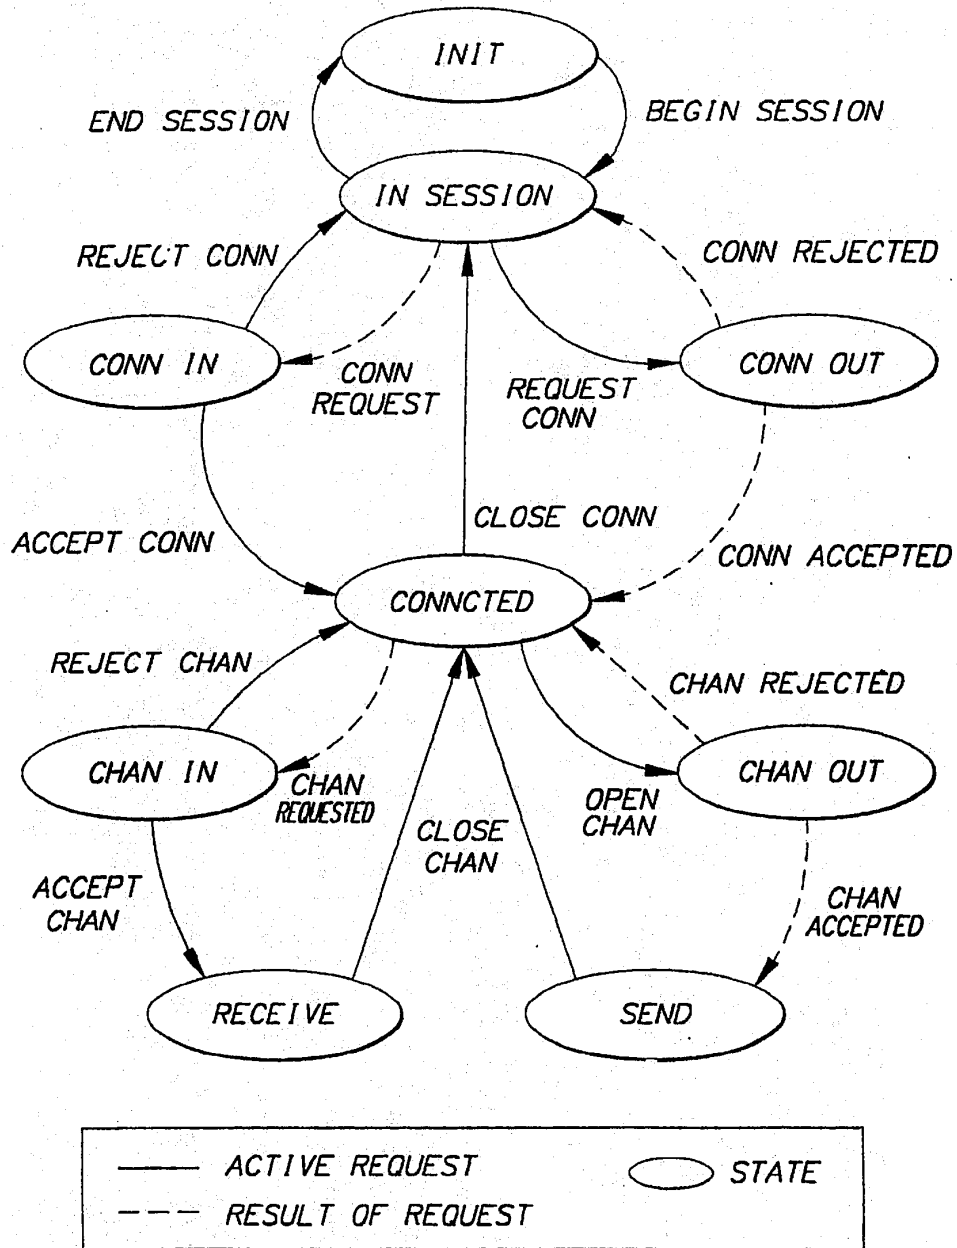 INIT
END SESSION
BEGIN SESSION
IN SESSION
REJECT CONN
CONN REJECTED
CONN IN
CONN
REQUEST
REQUEST
CONN
CONN OUT
ACCEPT CONN
CLOSE CONN
CONN ACCEPTED
CONNCTED
REJECT CHAN
CHAN REJECTED
CHAN IN
CHAN
REQUESTED
CLOSE
CHAN
OPEN
CHAN
CHAN OUT
ACCEPT
CHAN
CHAN
ACCEPTED
RECEIVE
SEND
ACTIVE REQUEST
STATE
RESULT OF REQUEST